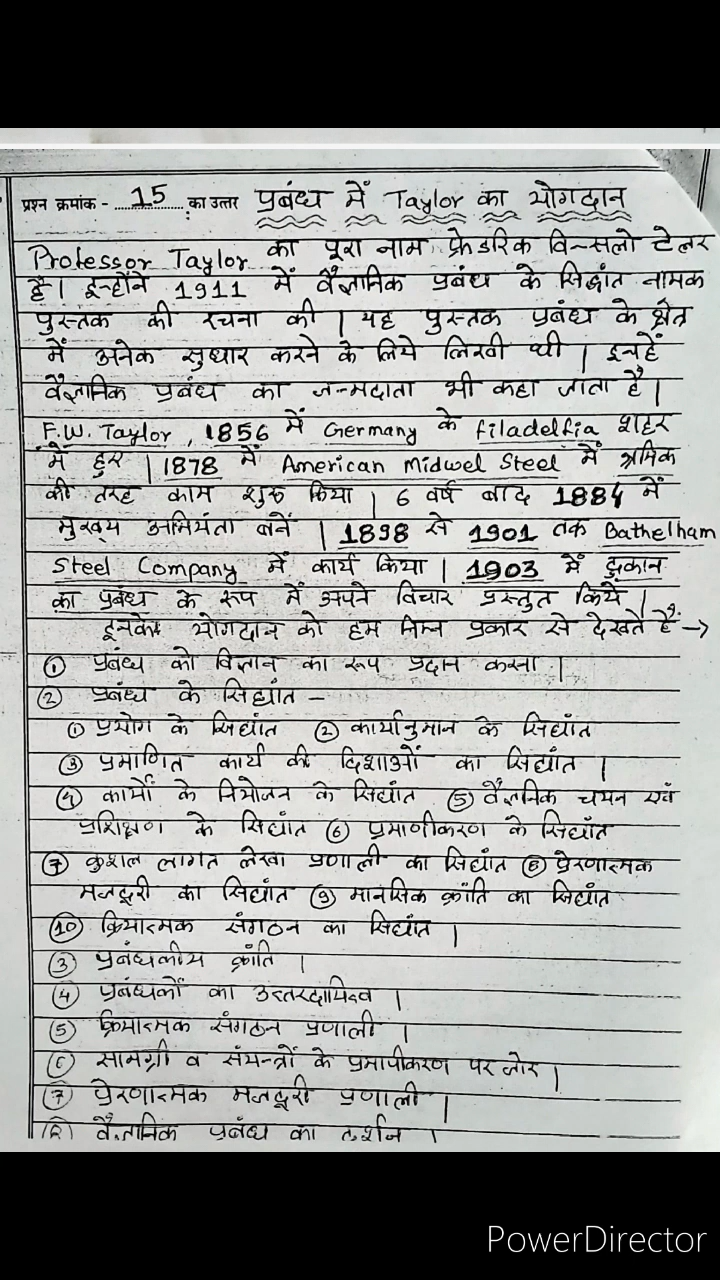 प्रश्न क्रमांक - 15 का उत्तर प्रबंध में Taylor का योगदान
Professor Taylor का पूरा नाम फ्रेडरिक विन्सलो टेलर
है। इन्होंने 1911 में वैज्ञानिक प्रबंध के सिद्धांत नामक
पुस्तक की रचना की । यह पुस्तक प्रबंध के क्षेत्र
में अनेक सुधार करने के लिये लिखी थी । इन्हें
वैज्ञानिक प्रबंध का जन्मदाता भी कहा जाता है।
F.W. Taylor , 1856 में Germany के filadelfia शहर
में हुए । 1878 में American Midwel Steel में श्रमिक
की तरह काम शुरु किया । 6 वर्ष बाद 1884 में
मुख्य अभियंता बनें । 1898 से 1901 तक Bathelham
Steel Company में कार्य किया । 1903 में दुकान
का प्रबंध के रूप में अपने विचार प्रस्तुत किये ।
इनके योगदान को हम निम्न प्रकार से देखते है →
① प्रबंध को विज्ञान का रूप प्रदान करना ।
② प्रबंध के सिद्यांत –
① प्रयोग के सिद्यांत ② कार्यानुमान के सिद्यांत
③ प्रमाणित कार्य की दिशाओं का सिद्यांत ।
④ कार्यों के नियोजन के सिद्यांत ⑤ वैज्ञनिक चयन एवं
प्रशिक्षण के सिद्यांत ⑥ प्रमाणीकरण के सिद्यांत
⑦ कुशल लागत लेखा प्रणाली का सिद्यांत ⑧ प्रेरणात्मक
मजदूरी का सिद्यांत ⑨ मानसिक क्रांति का सिद्यांत
⑩ क्रियात्मक संगठन का सिद्यांत ।
③ प्रबंधकीय क्रांति ।
④ प्रबंधकों का उत्तरदायित्व ।
⑤ क्रियात्मक संगठन प्रणाली ।
⑥ सामग्री व संयन्त्रों के प्रमापीकरण पर जोर ।
⑦ प्रेरणात्मक मजदूरी प्रणाली ।
⑧ वैज्ञानिक प्रबंध का दर्शन ।
PowerDirector